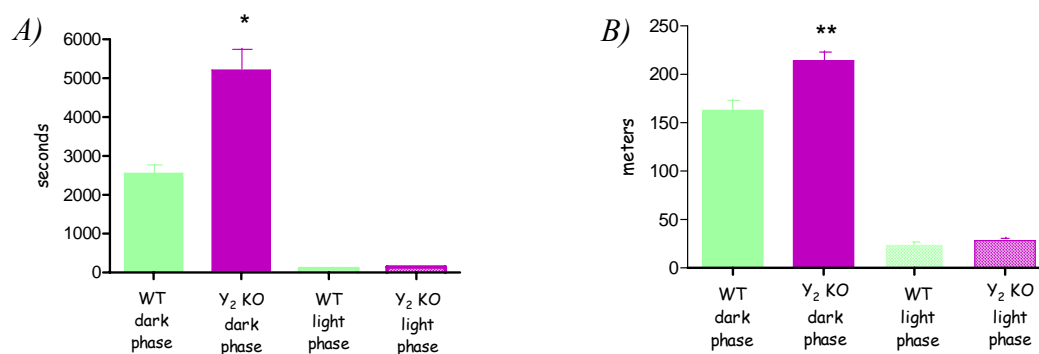 A)
*
6000
5000
4000
3000
2000
1000
0
seconds
WT dark phase
Y₂ KO dark phase
WT light phase
Y₂ KO light phase
B)
**
250
200
150
100
50
0
meters
WT dark phase
Y₂ KO dark phase
WT light phase
Y₂ KO light phase